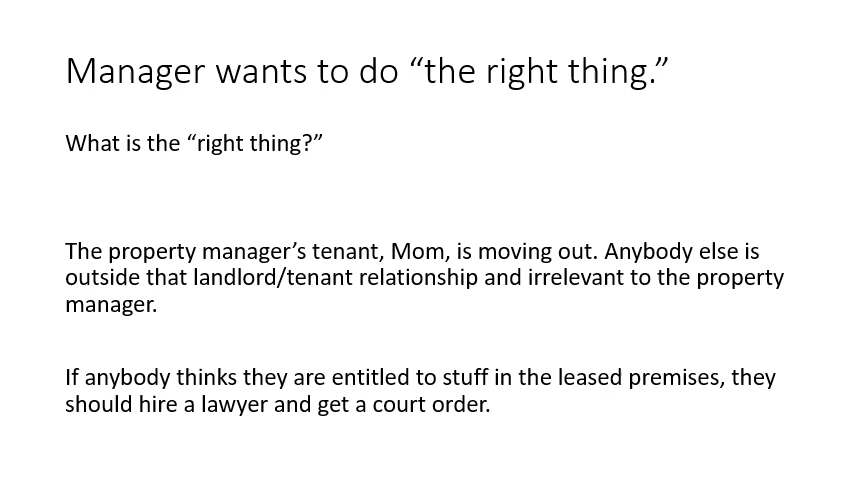 Manager wants to do “the right thing.”
What is the “right thing?”
The property manager’s tenant, Mom, is moving out. Anybody else is
outside that landlord/tenant relationship and irrelevant to the property
manager.
If anybody thinks they are entitled to stuff in the leased premises, they
should hire a lawyer and get a court order.